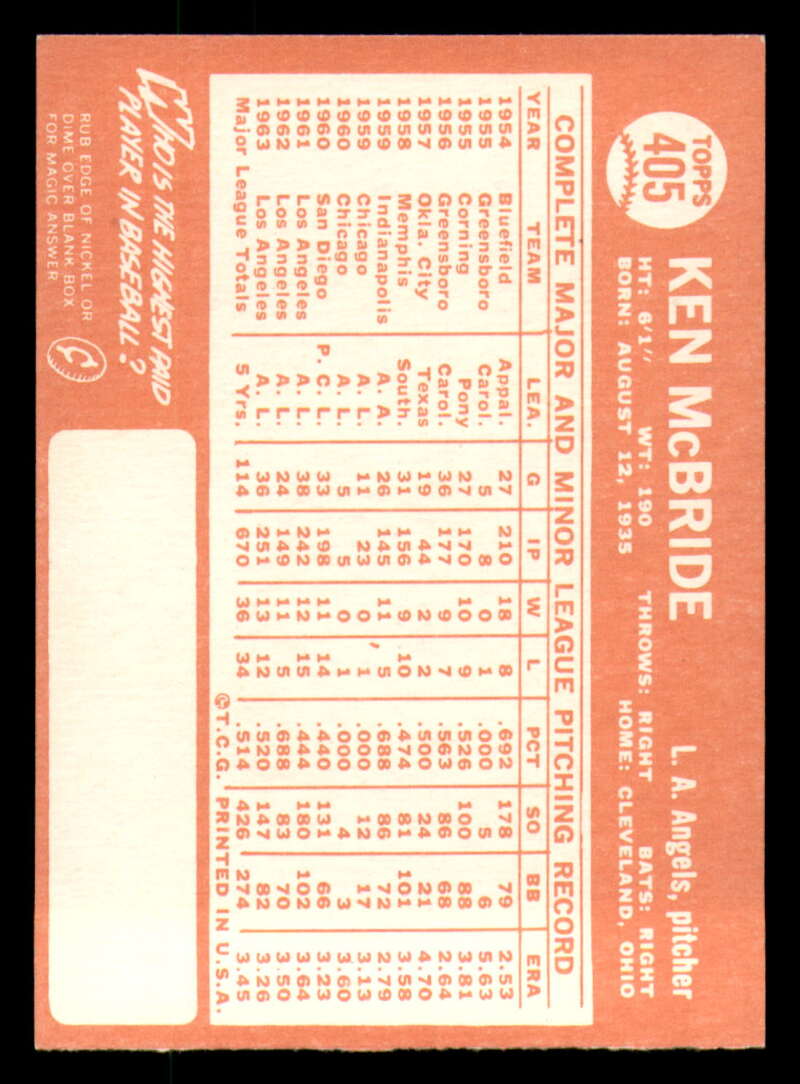 TOPPS
405
KEN McBRIDE
L. A. Angels, pitcher
HT: 6'1" WT: 190 THROWS: RIGHT BATS: RIGHT
BORN: AUGUST 12, 1935 HOME: CLEVELAND, OHIO
COMPLETE MAJOR AND MINOR LEAGUE PITCHING RECORD
YEAR TEAM LEA. G IP W L PCT SO BB ERA
1954 Bluefield Appal. 27 210 18 8 .692 178 79 2.53
1955 Greensboro Carol. 5 8 0 1 .000 5 6 5.63
1955 Corning Pony 27 170 10 9 .526 100 88 3.81
1956 Greensboro Carol. 36 177 9 7 .563 86 68 2.64
1957 Okla. City Texas 19 44 2 2 .500 24 21 4.70
1958 Memphis South. 31 156 9 10 .474 81 101 3.58
1959 Indianapolis A. A. 26 145 11 5 .688 86 72 2.79
1959 Chicago A. L. 11 23 0 1 .000 12 17 3.13
1960 Chicago A. L. 5 5 0 1 .000 4 3 3.60
1960 San Diego P. C. L. 33 198 11 14 .440 131 66 3.23
1961 Los Angeles A. L. 38 242 12 15 .444 180 102 3.64
1962 Los Angeles A. L. 24 149 11 5 .688 83 70 3.50
1963 Los Angeles A. L. 36 251 13 12 .520 147 82 3.26
Major League Totals 5 Yrs. 114 670 36 34 .514 426 274 3.45
©T.C.G. PRINTED IN U.S.A.
WHO IS THE HIGHEST PAID
PLAYER IN BASEBALL?
RUB EDGE OF NICKEL OR
DIME OVER BLANK BOX
FOR MAGIC ANSWER